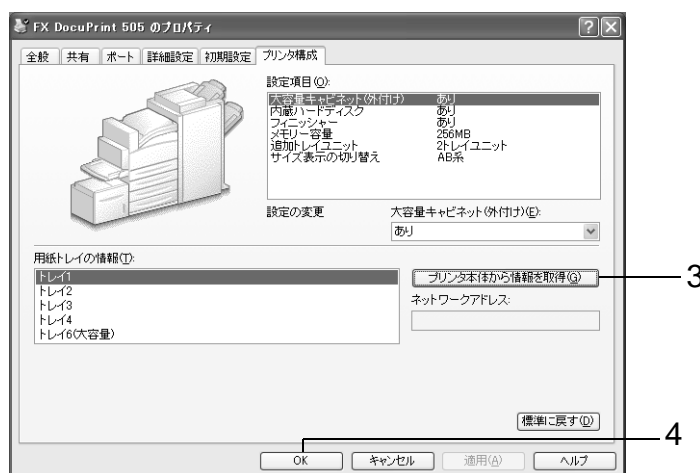 FX DocuPrint 505 のプロパティ
全般 共有 ポート 詳細設定 初期設定 プリンタ構成
設定項目(O):
大容量キャビネット(外付け) あり
内蔵ハードディスク あり
フィニッシャー あり
メモリー容量 256MB
追加トレイユニット 2トレイユニット
サイズ表示の切り替え AB系
設定の変更 大容量キャビネット(外付け)(E):
あり
用紙トレイの情報(T):
トレイ1
トレイ2
トレイ3
トレイ4
トレイ6(大容量)
プリンタ本体から情報を取得(G)
3
ネットワークアドレス:
標準に戻す(D)
4
OK キャンセル 適用(A) ヘルプ